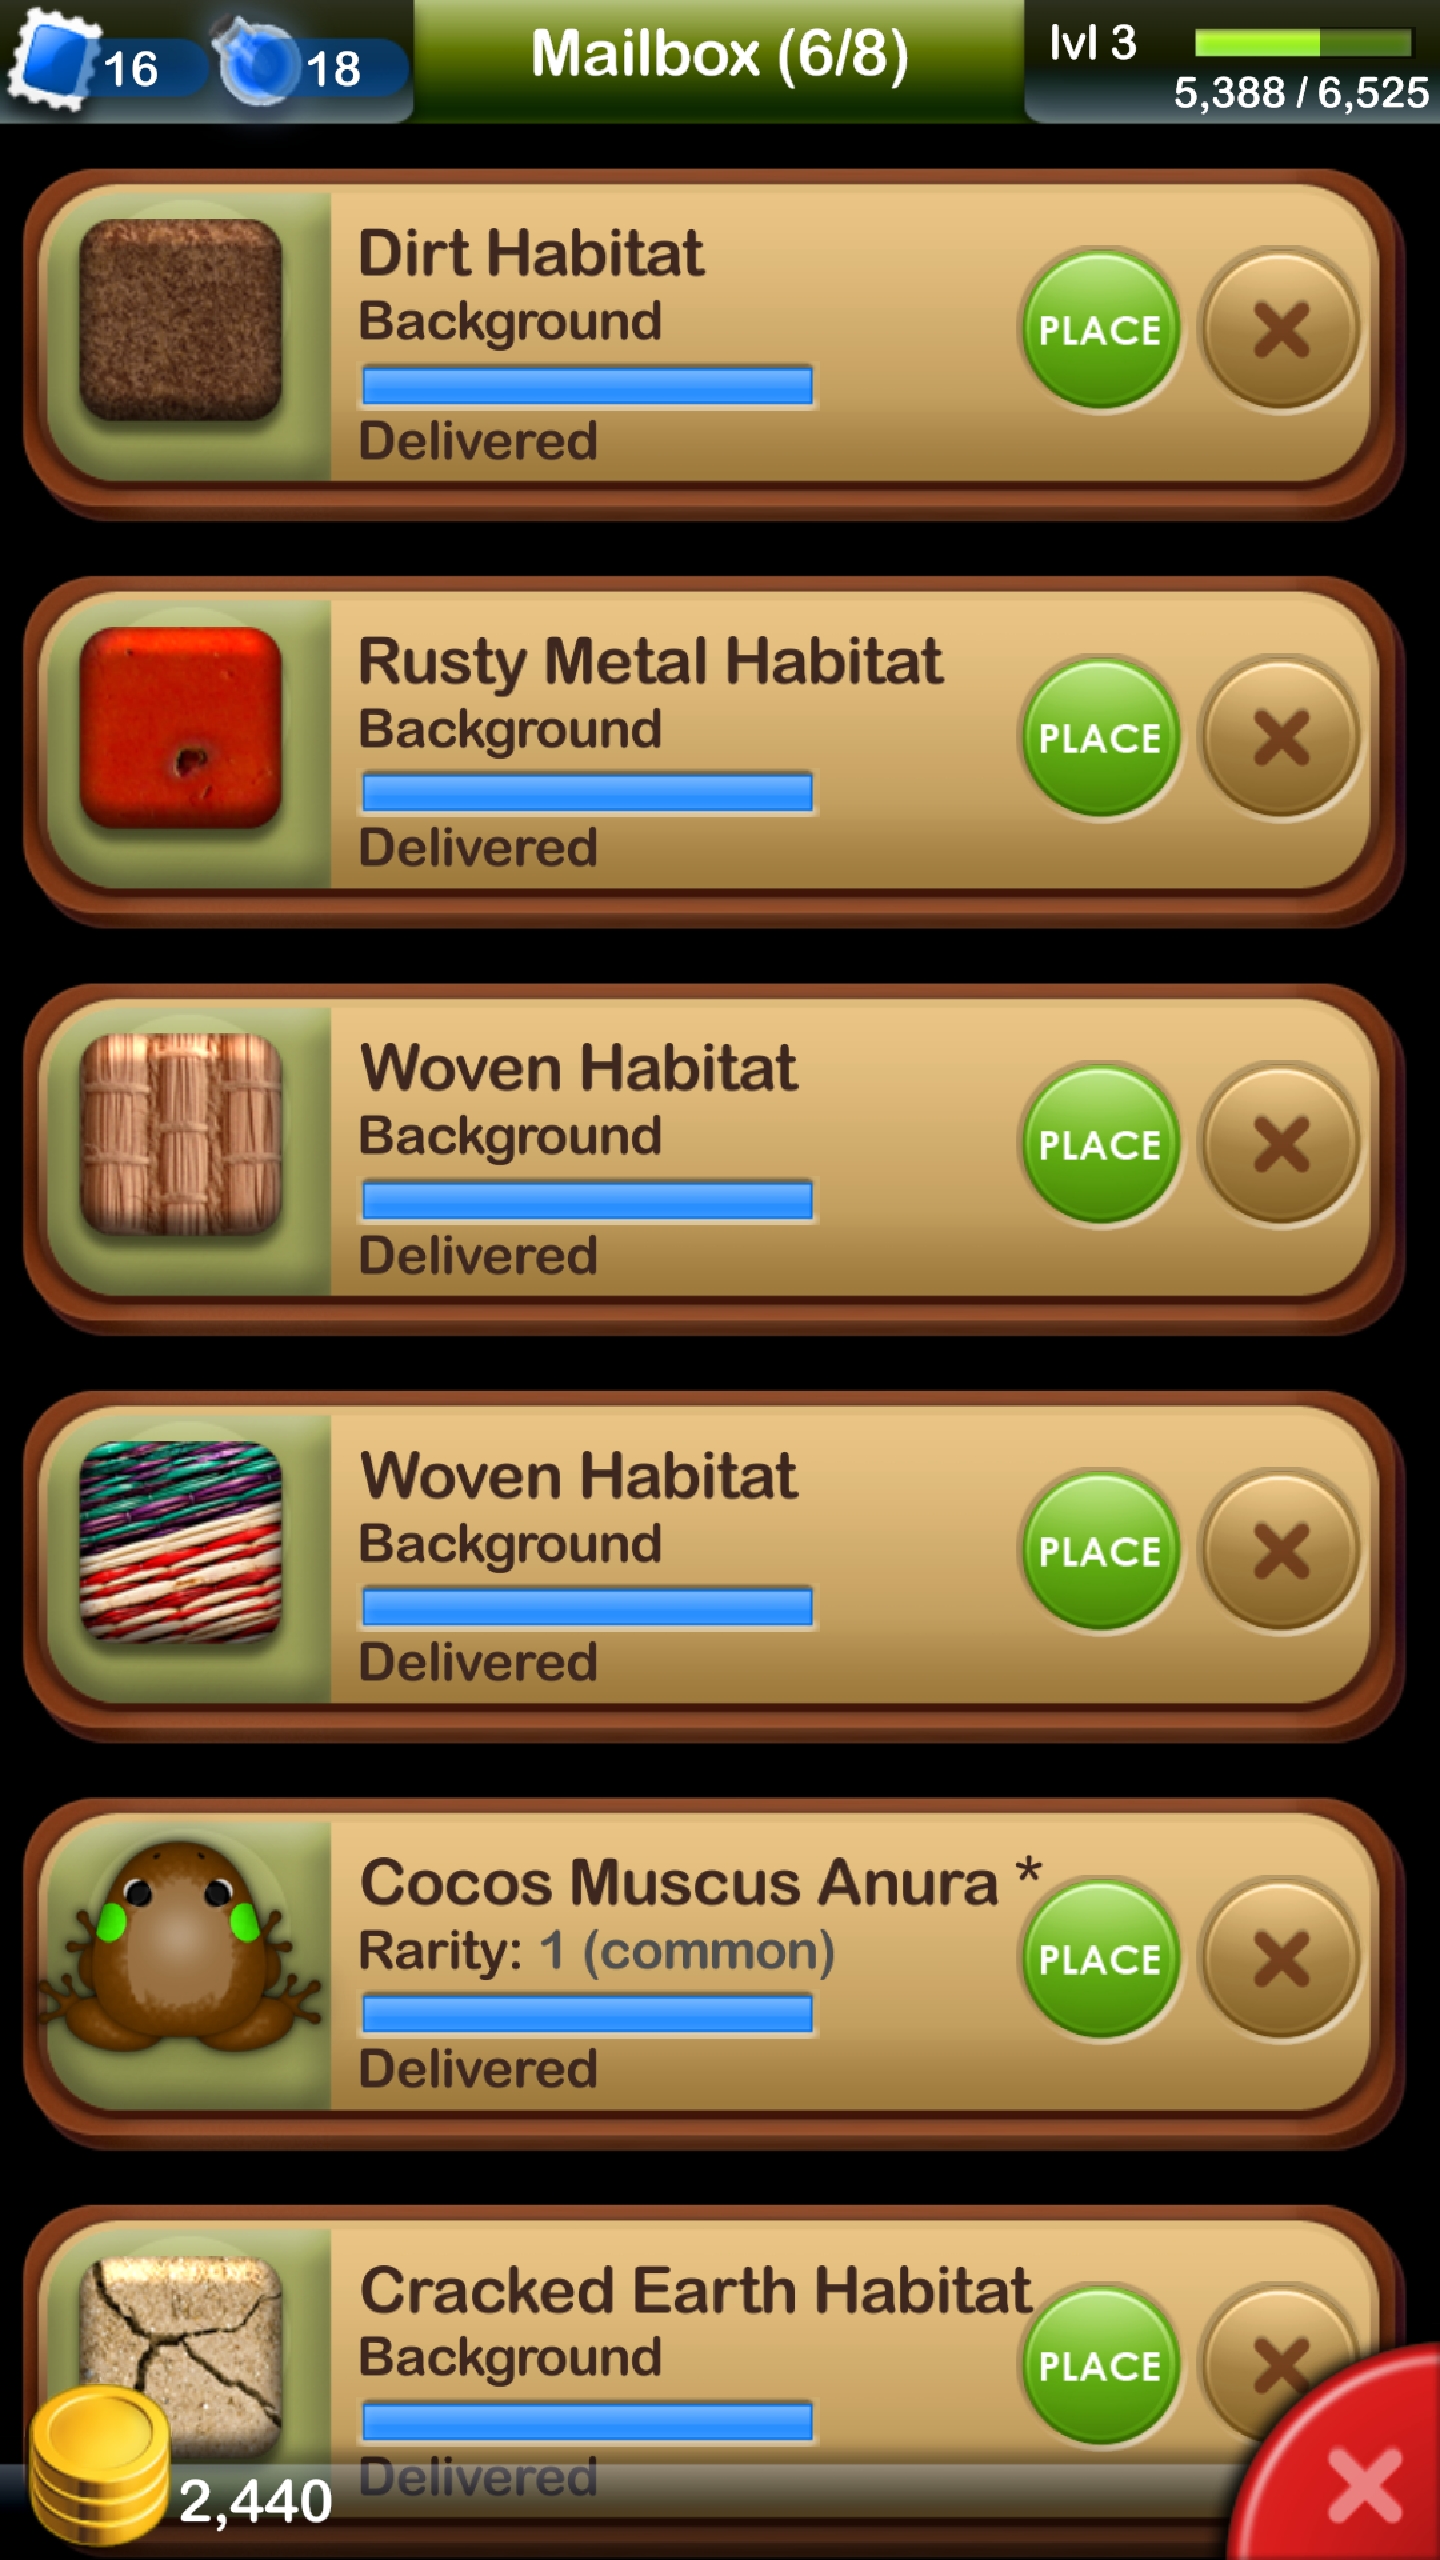 16
18
Mailbox (6/8)
lvl 3
5,388 / 6,525
Dirt Habitat
Background
Delivered
PLACE
Rusty Metal Habitat
Background
Delivered
PLACE
Woven Habitat
Background
Delivered
PLACE
Woven Habitat
Background
Delivered
PLACE
Cocos Muscus Anura *
Rarity: 1 (common)
Delivered
PLACE
Cracked Earth Habitat
Background
Delivered
PLACE
2,440